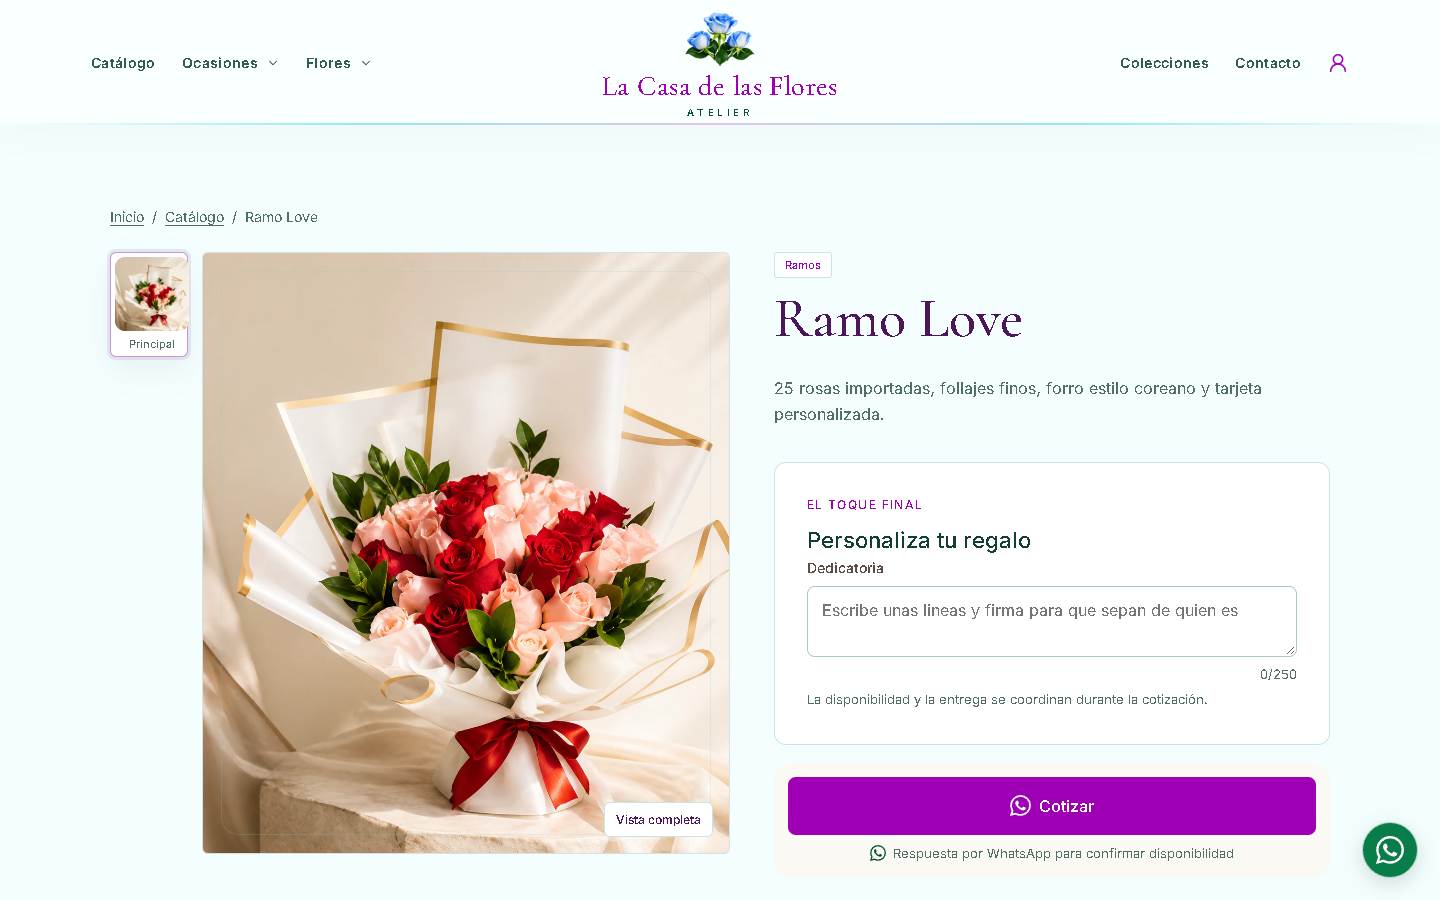 Catálogo
Ocasiones
Flores
La Casa de las Flores
ATELIER
Colecciones
Contacto
Inicio / Catálogo / Ramo Love
Principal
Vista completa
Ramos
Ramo Love
25 rosas importadas, follajes finos, forro estilo coreano y tarjeta
personalizada.
EL TOQUE FINAL
Personaliza tu regalo
Dedicatoria
Escribe unas lineas y firma para que sepan de quien es
0/250
La disponibilidad y la entrega se coordinan durante la cotización.
Cotizar
Respuesta por WhatsApp para confirmar disponibilidad